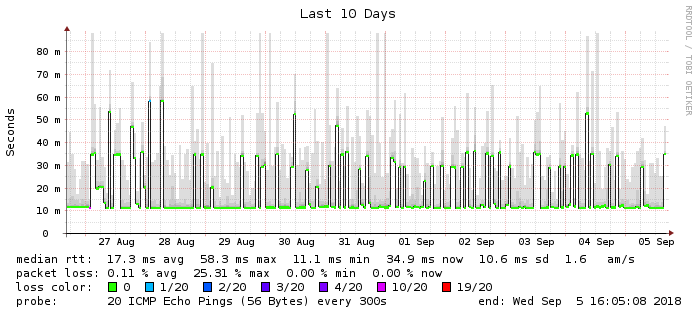 Last 10 Days
RRDTOOL / TOBI OETIKER
Seconds
80 m
70 m
60 m
50 m
40 m
30 m
20 m
10 m
0
27 Aug 28 Aug 29 Aug 30 Aug 31 Aug 01 Sep 02 Sep 03 Sep 04 Sep 05 Sep
median rtt: 17.3 ms avg 58.3 ms max 11.1 ms min 34.9 ms now 10.6 ms sd 1.6 am/s
packet loss: 0.11 % avg 25.31 % max 0.00 % min 0.00 % now
loss color: 0 1/20 2/20 3/20 4/20 10/20 19/20
probe: 20 ICMP Echo Pings (56 Bytes) every 300s end: Wed Sep 5 16:05:08 2018